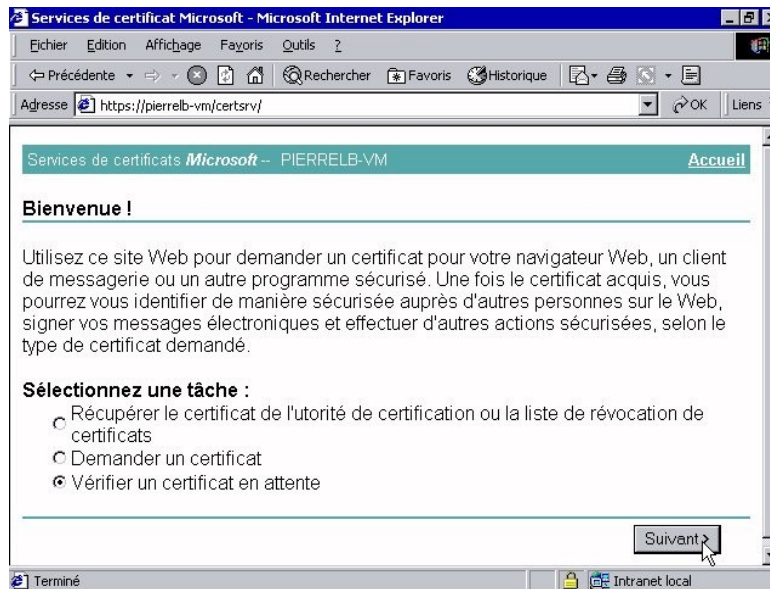 Services de certificat Microsoft - Microsoft Internet Explorer
Fichier Edition Affichage Favoris Outils ?
Précédente Rechercher Favoris Historique
Adresse https://pierrelb-vm/certsrv/ OK Liens
Services de certificats Microsoft -- PIERRELB-VM Accueil
Bienvenue !
Utilisez ce site Web pour demander un certificat pour votre navigateur Web, un client
de messagerie ou un autre programme sécurisé. Une fois le certificat acquis, vous
pourrez vous identifier de manière sécurisée auprès d'autres personnes sur le Web,
signer vos messages électroniques et effectuer d'autres actions sécurisées, selon le
type de certificat demandé.
Sélectionnez une tâche :
Récupérer le certificat de l'utorité de certification ou la liste de révocation de
certificats
Demander un certificat
Vérifier un certificat en attente
Suivant >
Terminé Intranet local